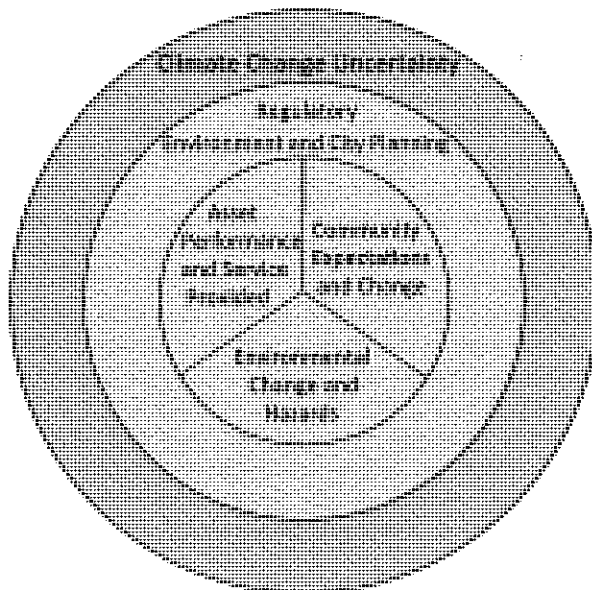 Climate Change Uncertainty
Regulatory
Environment and City Planning
Asset
Performance
and Service
Provided
Community
Expectations
and Change
Environmental
Change and
Hazards